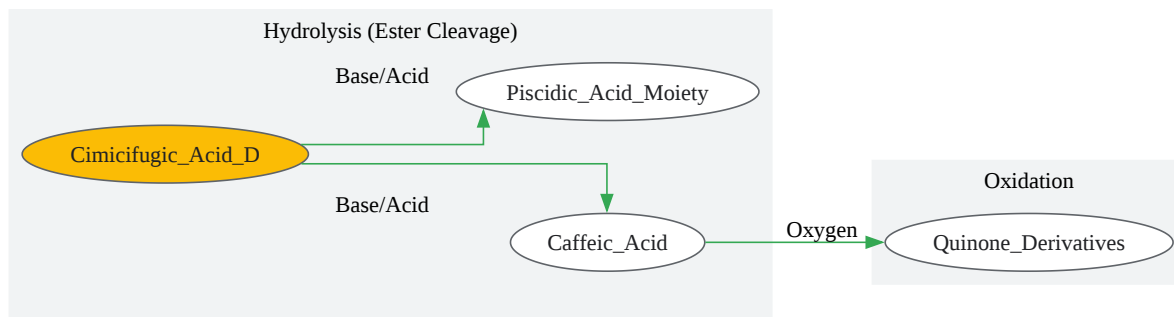 Hydrolysis (Ester Cleavage)
Base/Acid
Piscidic_Acid_Moiety
Cimicifugic_Acid_D
Base/Acid
Caffeic_Acid
Oxygen
Oxidation
Quinone_Derivatives